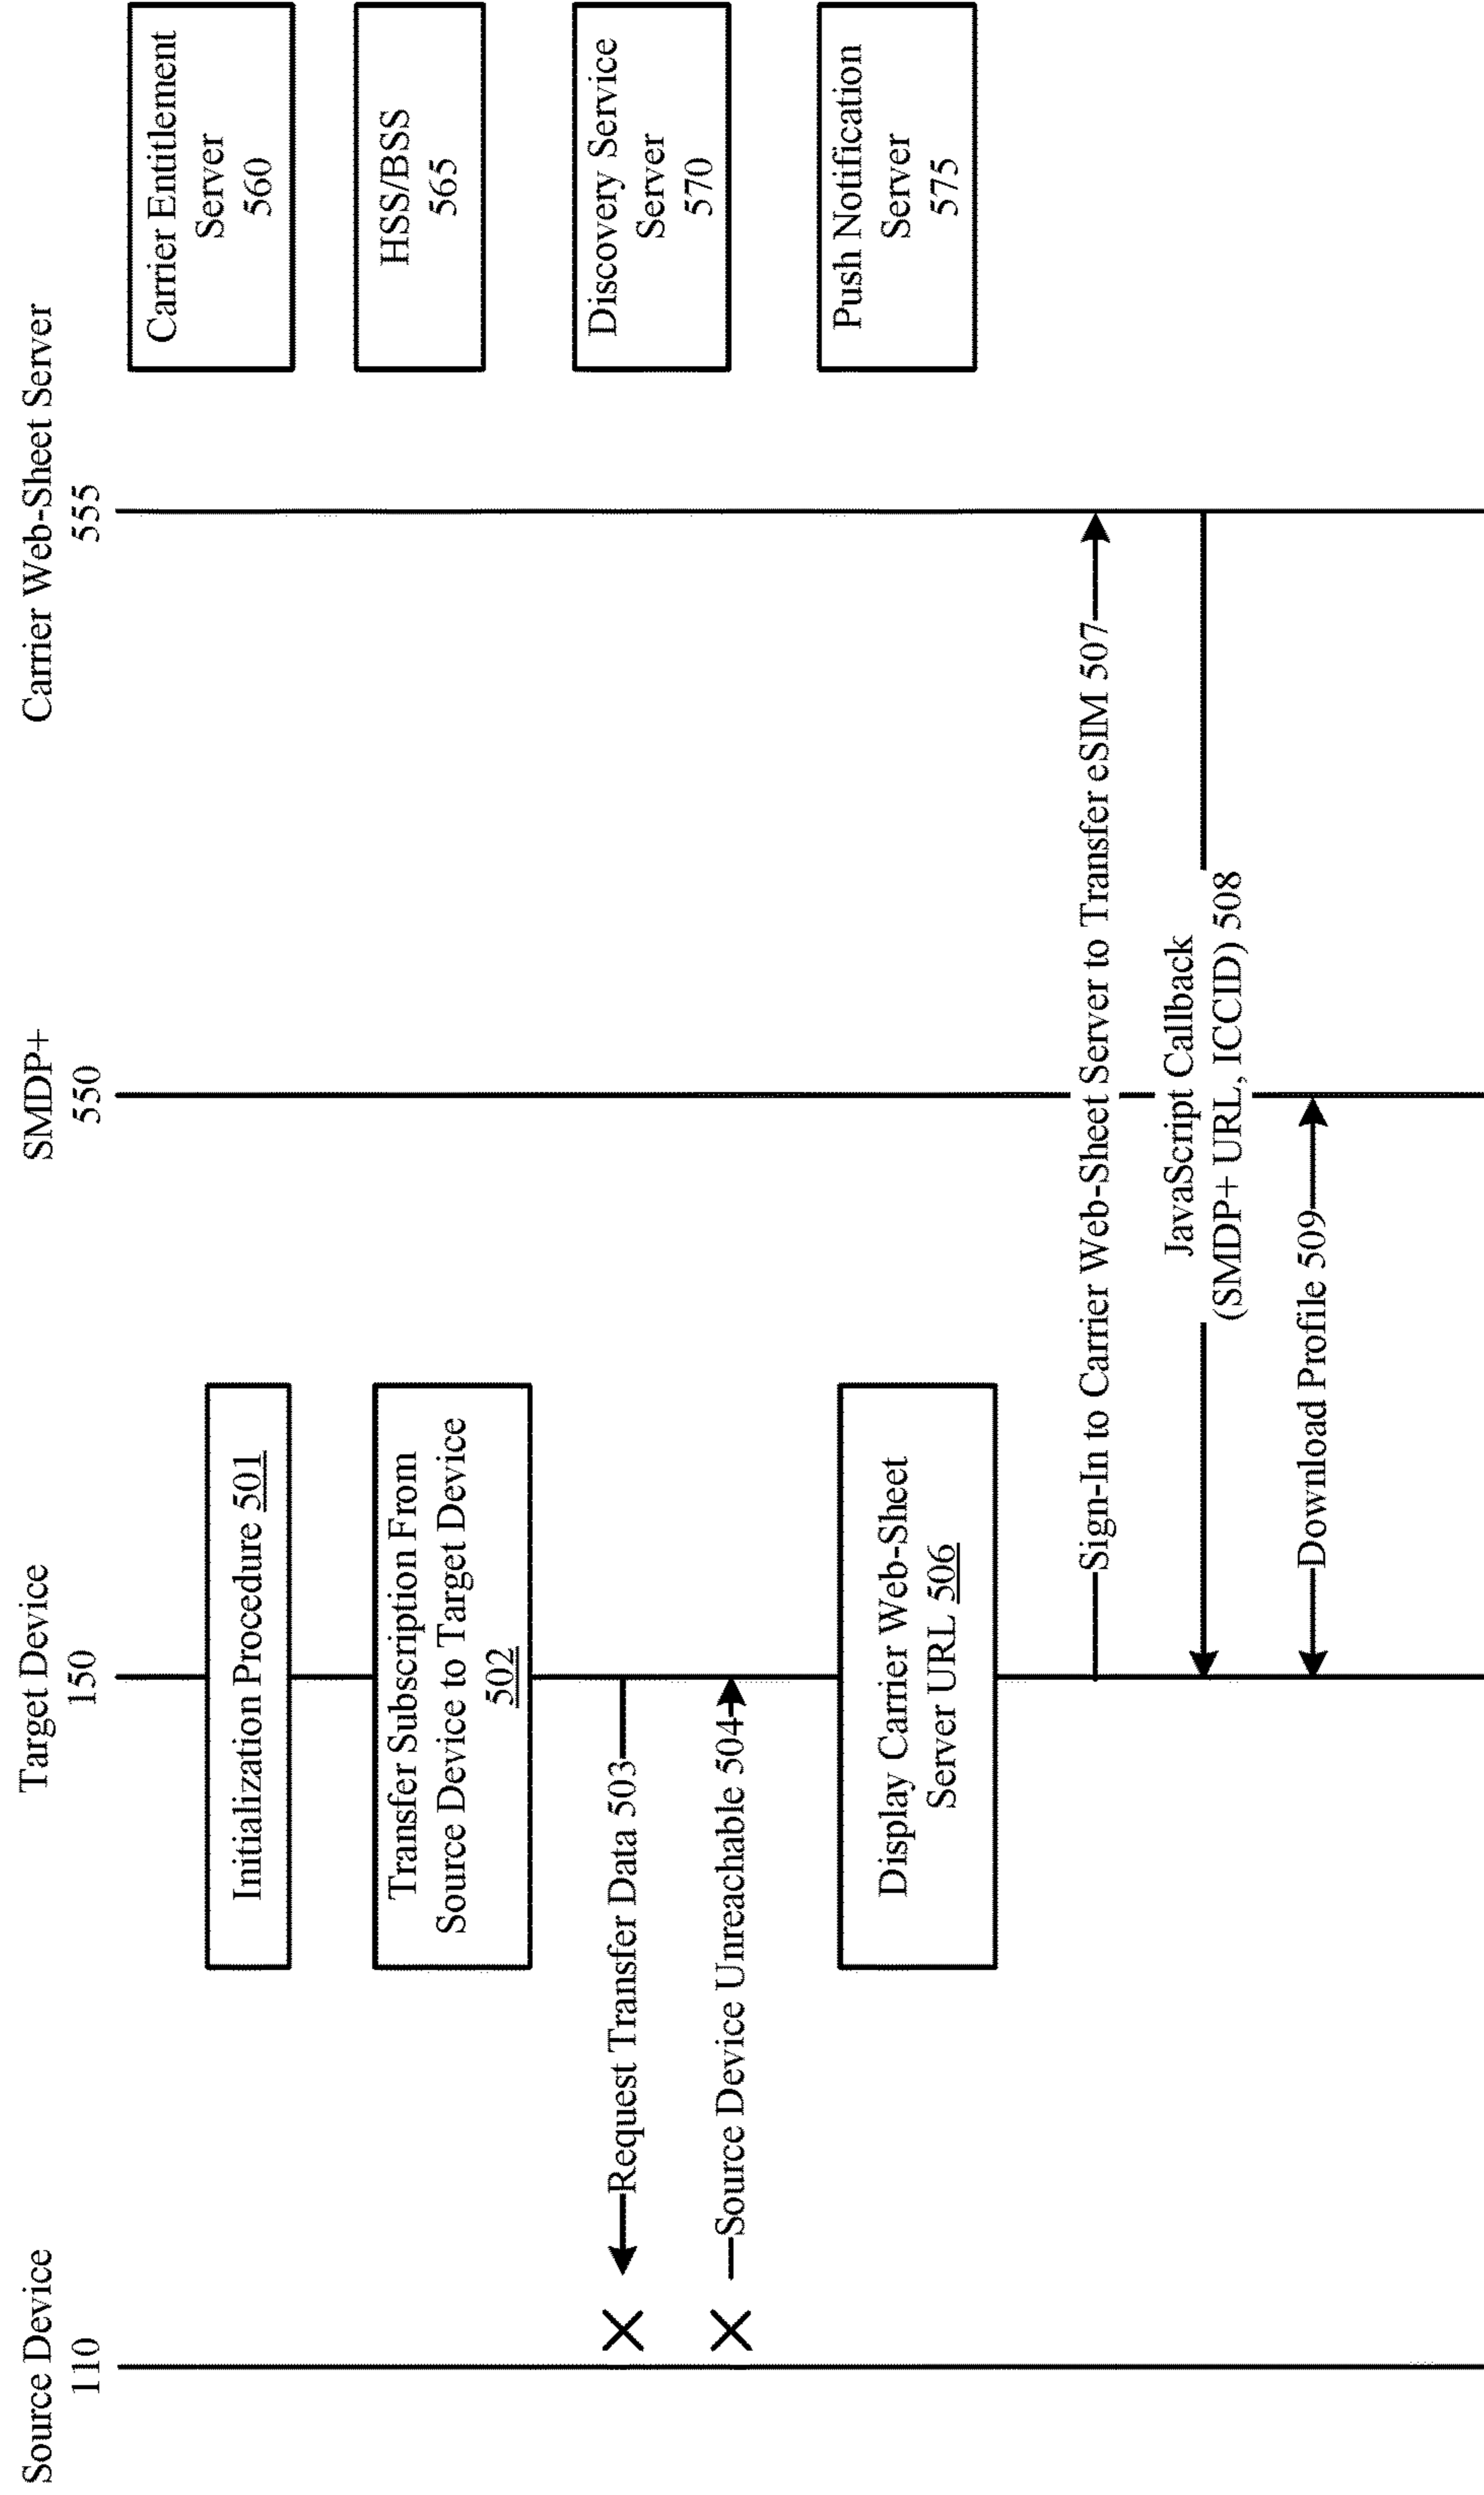 Source Device
110
Target Device
150
SMDP+
550
Carrier Web-Sheet Server
555
Carrier Entitlement
Server
560
HSS/BSS
565
Discovery Service
Server
570
Push Notification
Server
575
Initialization Procedure 501
Transfer Subscription From
Source Device to Target Device
502
Request Transfer Data 503
Source Device Unreachable 504
Display Carrier Web-Sheet
Server URL 506
Sign-In to Carrier Web-Sheet Server to Transfer eSIM 507
JavaScript Callback
(SMDP+ URL, ICCID) 508
Download Profile 509